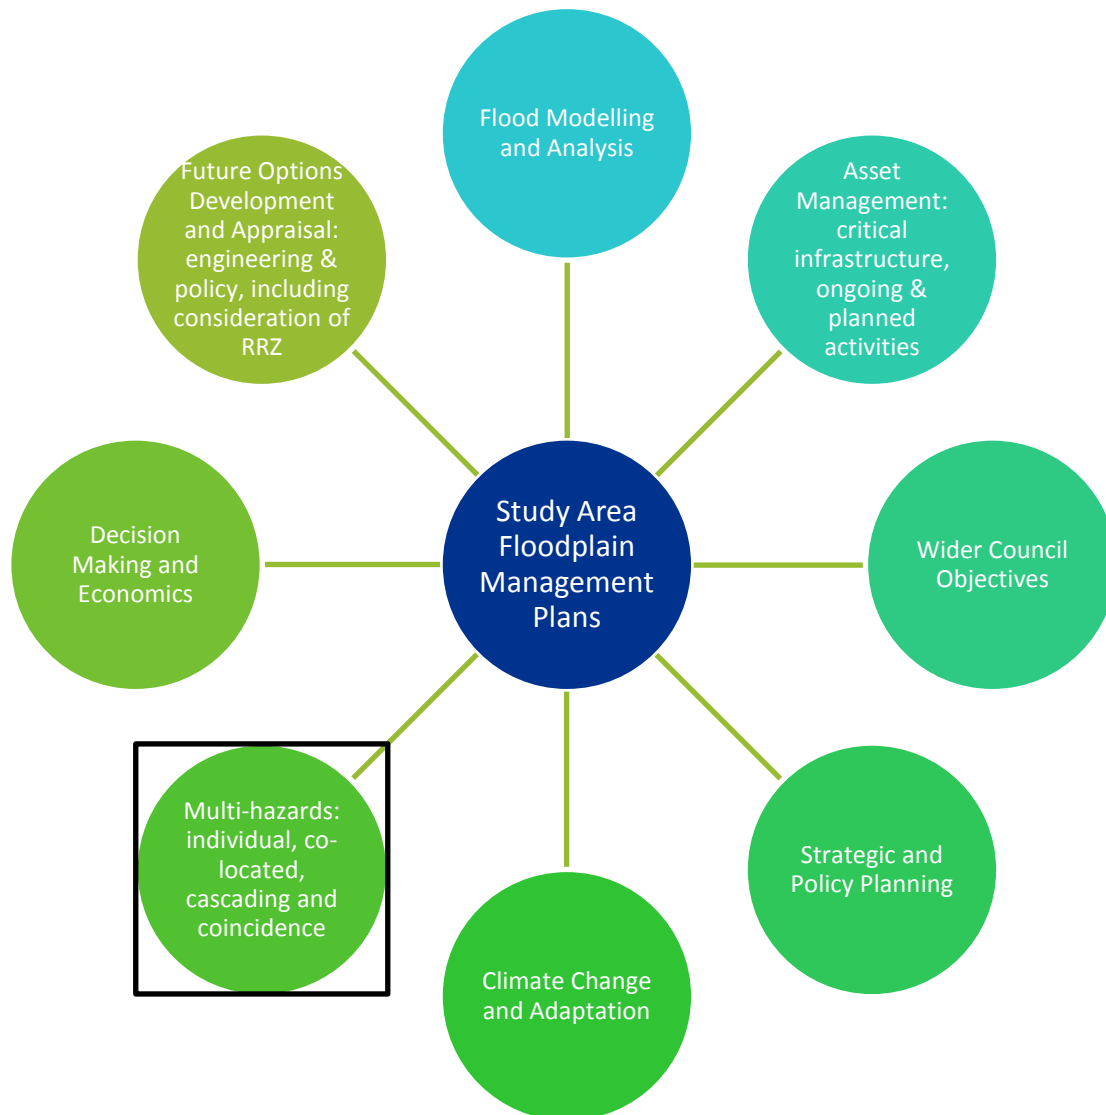 Flood Modelling
and Analysis
Asset
Management:
critical
infrastructure,
ongoing &
planned
activities
Wider Council
Objectives
Strategic and
Policy Planning
Climate Change
and Adaptation
Multi-hazards:
individual, co-
located,
cascading and
coincidence
Decision
Making and
Economics
Future Options
Development
and Appraisal:
engineering &
policy, including
consideration of
RRZ
Study Area
Floodplain
Management
Plans